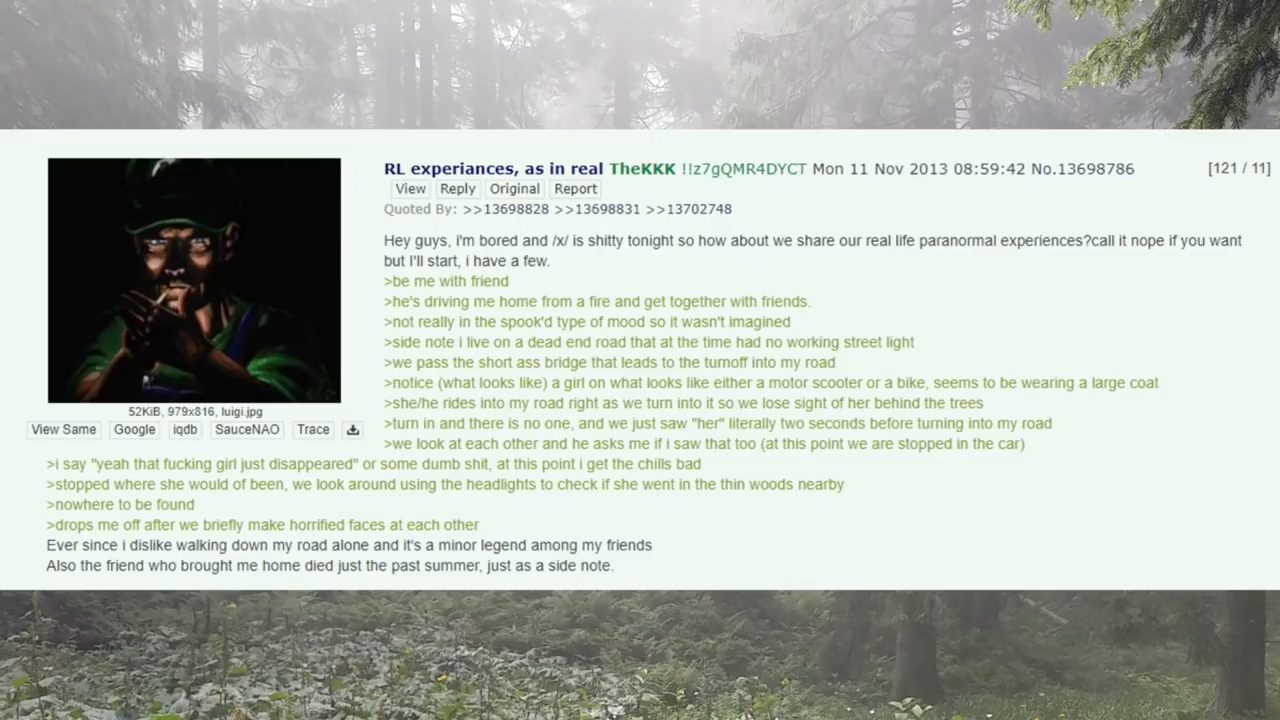 RL experiances, as in real TheKKK !!z7gQMR4DYCT Mon 11 Nov 2013 08:59:42 No.13698786 [121 / 11]
View Reply Original Report
Quoted By: >>13698828 >>13698831 >>13702748
Hey guys, i'm bored and /x/ is shitty tonight so how about we share our real life paranormal experiences?call it nope if you want
but I'll start, i have a few.
>be me with friend
>he's driving me home from a fire and get together with friends.
>not really in the spook'd type of mood so it wasn't imagined
>side note i live on a dead end road that at the time had no working street light
>we pass the short ass bridge that leads to the turnoff into my road
>notice (what looks like) a girl on what looks like either a motor scooter or a bike, seems to be wearing a large coat
>she/he rides into my road right as we turn into it so we lose sight of her behind the trees
52KiB, 979x816, luigi.jpg
>turn in and there is no one, and we just saw "her" literally two seconds before turning into my road
View Same Google iqdb SauceNAO Trace
>we look at each other and he asks me if i saw that too (at this point we are stopped in the car)
>i say "yeah that fucking girl just disappeared" or some dumb shit, at this point i get the chills bad
>stopped where she would of been, we look around using the headlights to check if she went in the thin woods nearby
>nowhere to be found
>drops me off after we briefly make horrified faces at each other
Ever since i dislike walking down my road alone and it's a minor legend among my friends
Also the friend who brought me home died just the past summer, just as a side note.